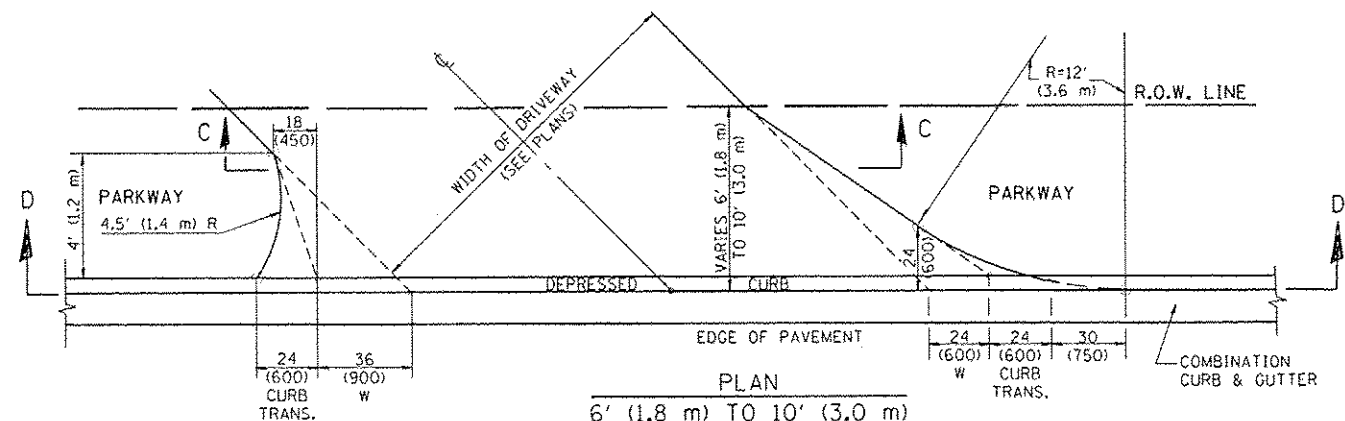 R=12'
(3.6 m)
R.O.W. LINE
℄
18
(450)
C
C
WIDTH OF DRIVEWAY
(SEE PLANS)
VARIES 6' (1.8 m)
TO 10' (3.0 m)
4' (1.2 m)
PARKWAY
PARKWAY
4.5' (1.4 m) R
D
D
24
(600)
DEPRESSED CURB
EDGE OF PAVEMENT
24
(600)
CURB
TRANS.
36
(900)
W
24
(600)
W
24
(600)
CURB
TRANS.
30
(750)
COMBINATION
CURB & GUTTER
PLAN
6' (1.8 m) TO 10' (3.0 m)